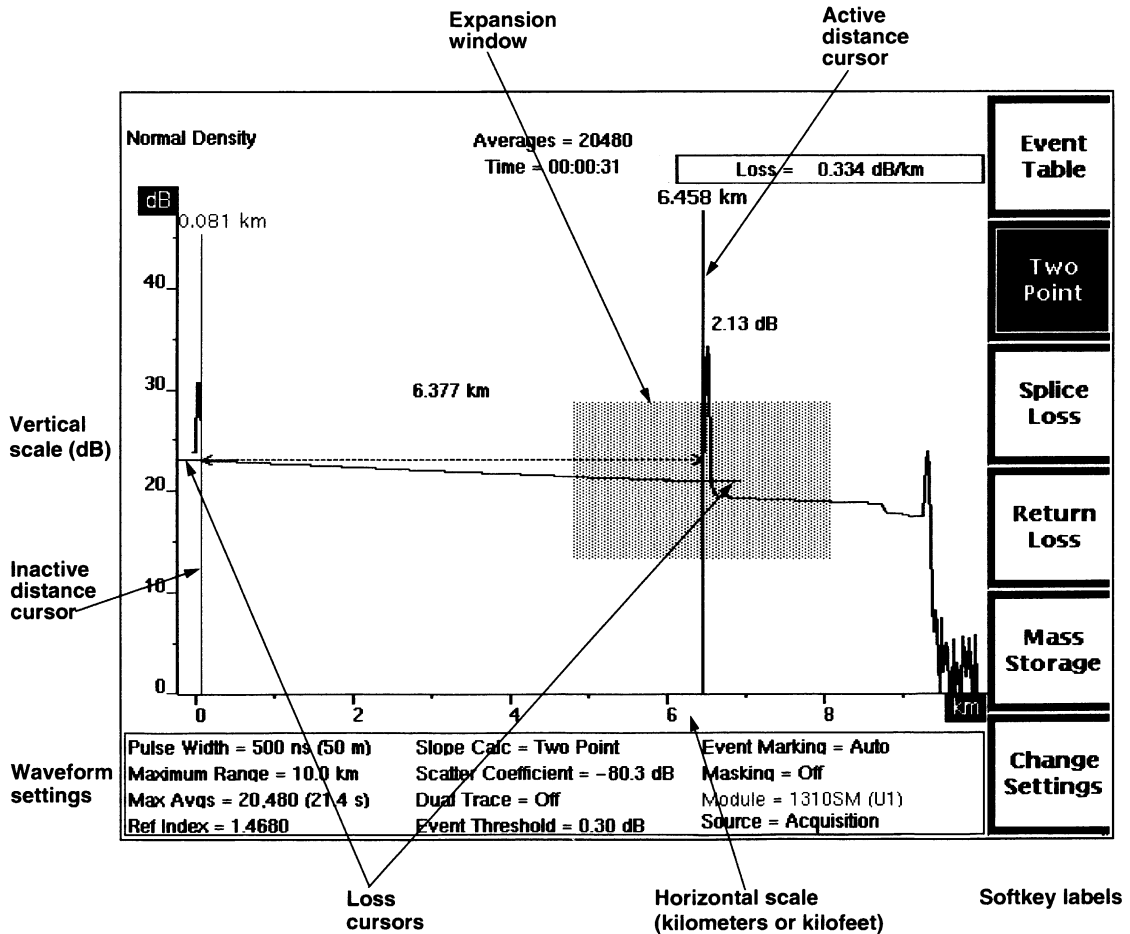 Expansion
window
Active
distance
cursor
Normal Density
Averages = 20480
Time = 00:00:31
Loss = 0.334 dB/km
dB
0.081 km
6.458 km
40
2.13 dB
30
6.377 km
Vertical
scale (dB)
20
Inactive
distance
cursor
10
0
0 2 4 6 8 km
Event
Table
Two
Point
Splice
Loss
Return
Loss
Mass
Storage
Change
Settings
Waveform
settings
Pulse Width = 500 ns (50 m) Slope Calc = Two Point Event Marking = Auto
Maximum Range = 10.0 km Scatter Coefficient = −80.3 dB Masking = Off
Max Avgs = 20,480 (21.4 s) Dual Trace = Off Module = 1310SM (U1)
Ref Index = 1.4680 Event Threshold = 0.30 dB Source = Acquisition
Loss
cursors
Horizontal scale
(kilometers or kilofeet)
Softkey labels